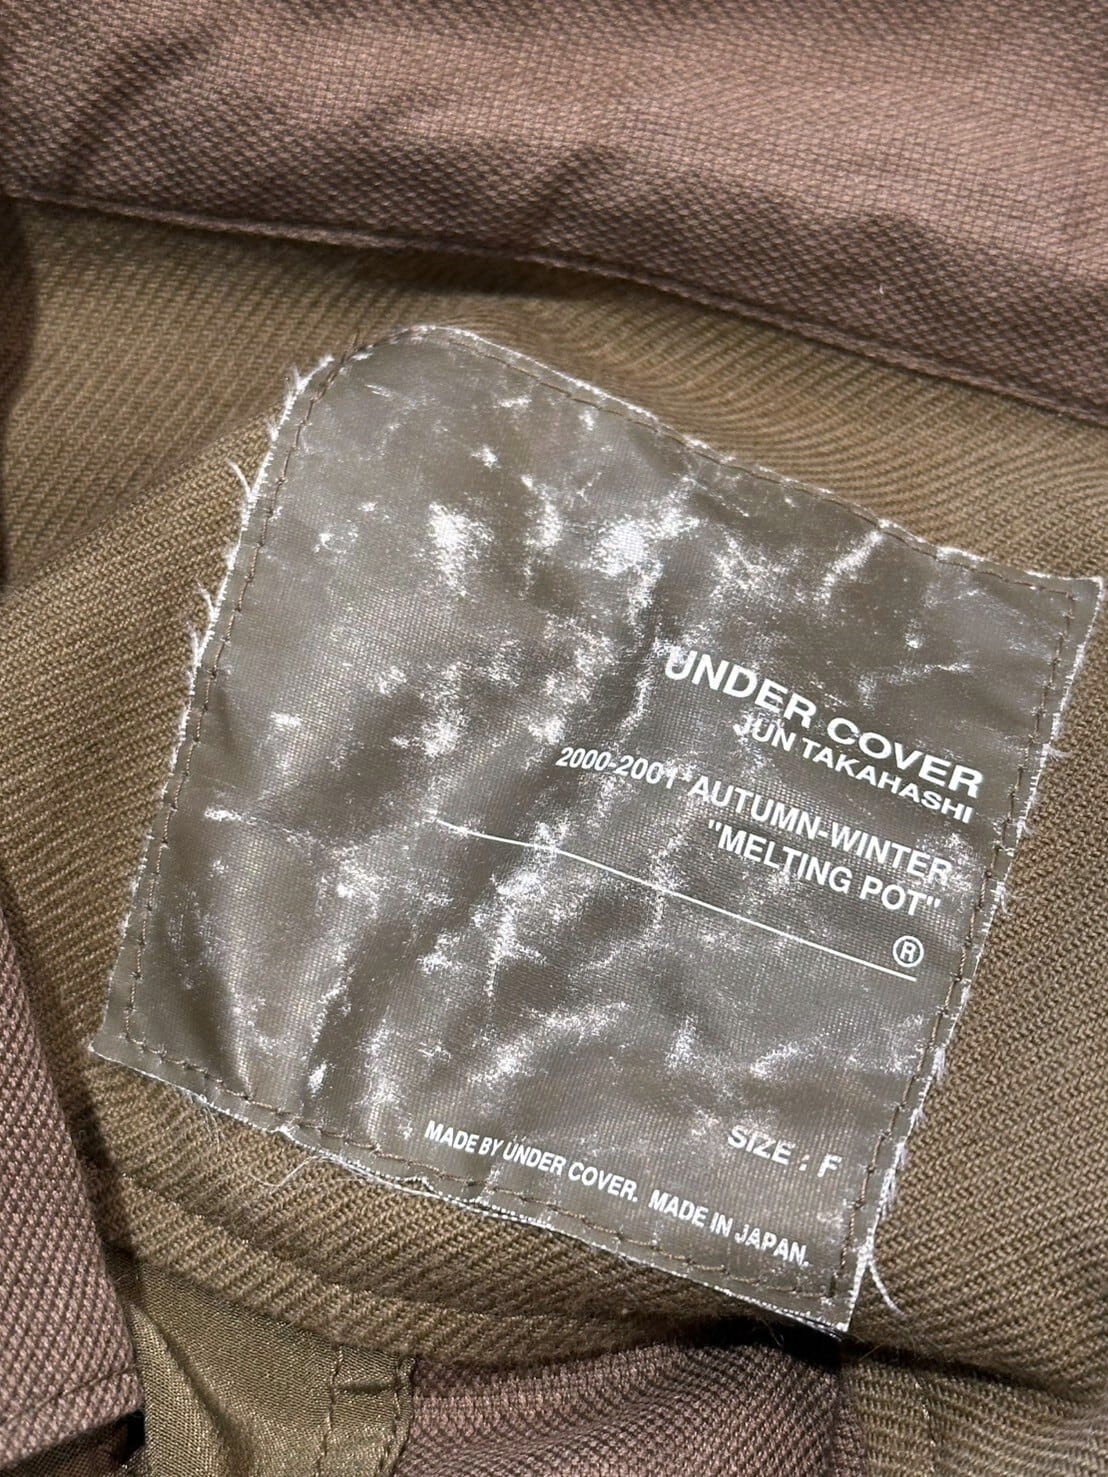 UNDER COVER
JUN TAKAHASHI
2000-2001 AUTUMN-WINTER
"MELTING POT"
®
SIZE : F
MADE BY UNDER COVER. MADE IN JAPAN.